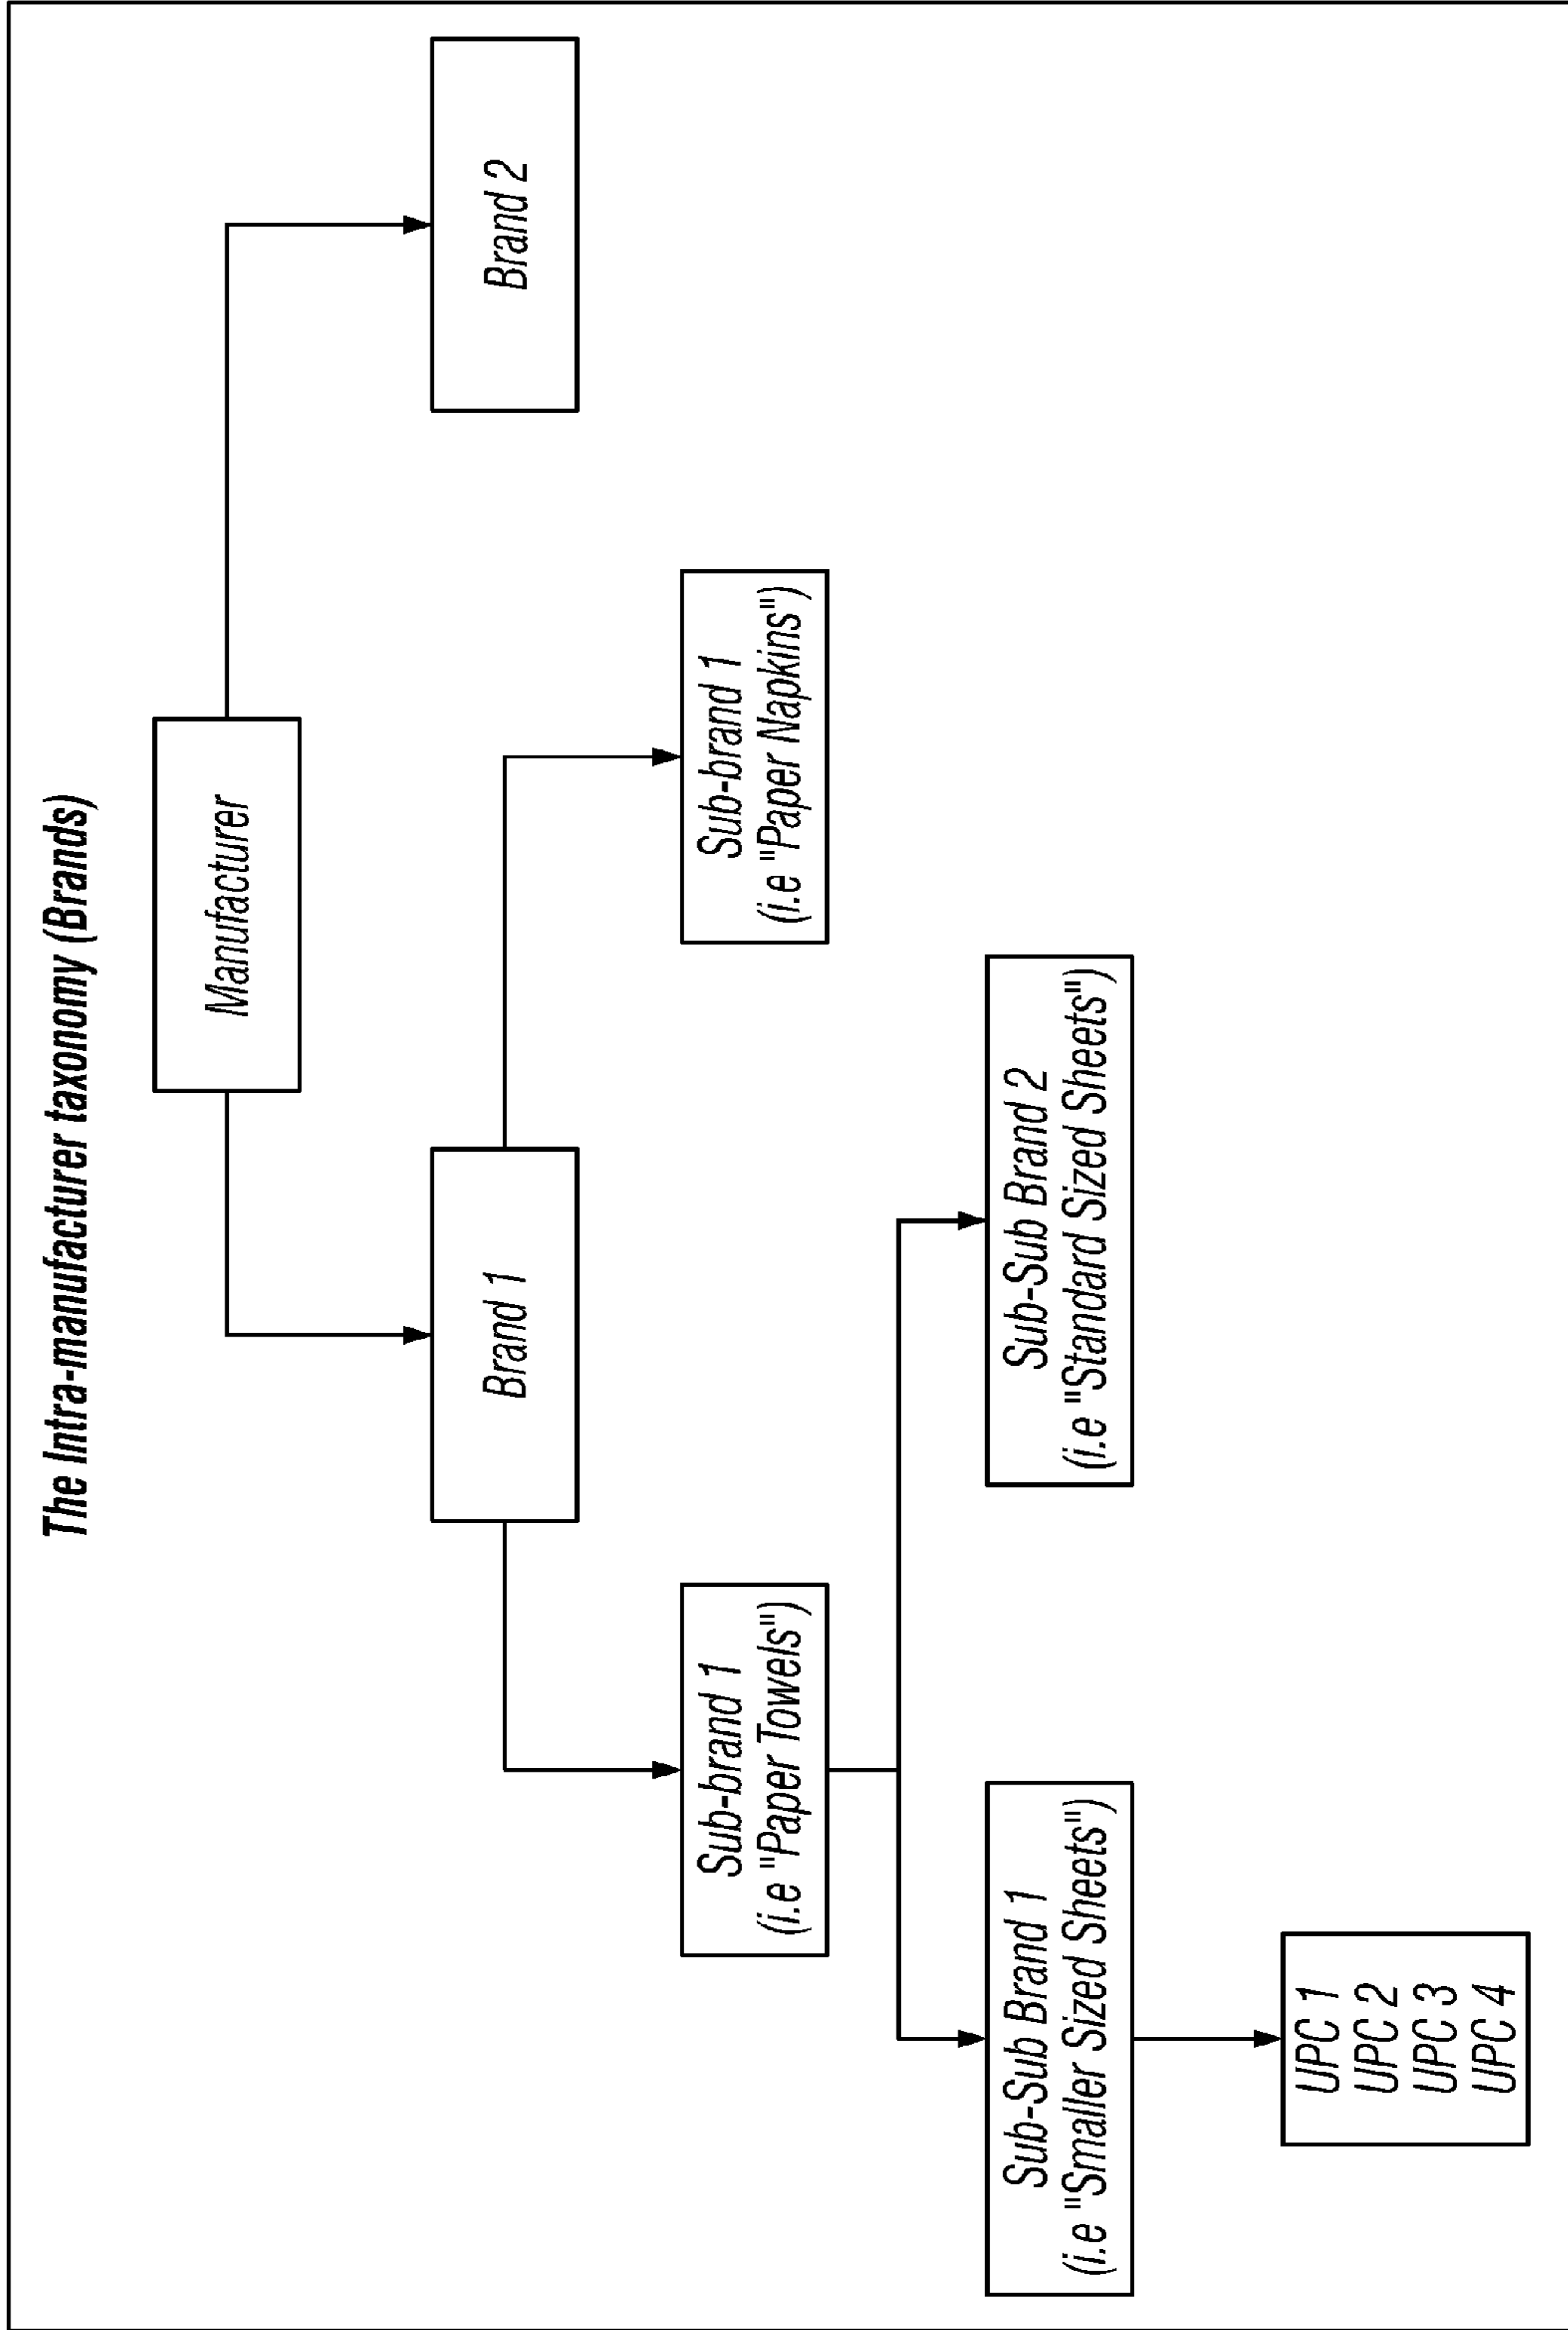 The Intra-manufacturer taxonomy (Brands)
Manufacturer
Brand 1
Brand 2
Sub-brand 1
(i.e "Paper Towels")
Sub-brand 1
(i.e "Paper Napkins")
Sub-Sub Brand 1
(i.e "Smaller Sized Sheets")
Sub-Sub Brand 2
(i.e "Standard Sized Sheets")
UPC 1
UPC 2
UPC 3
UPC 4